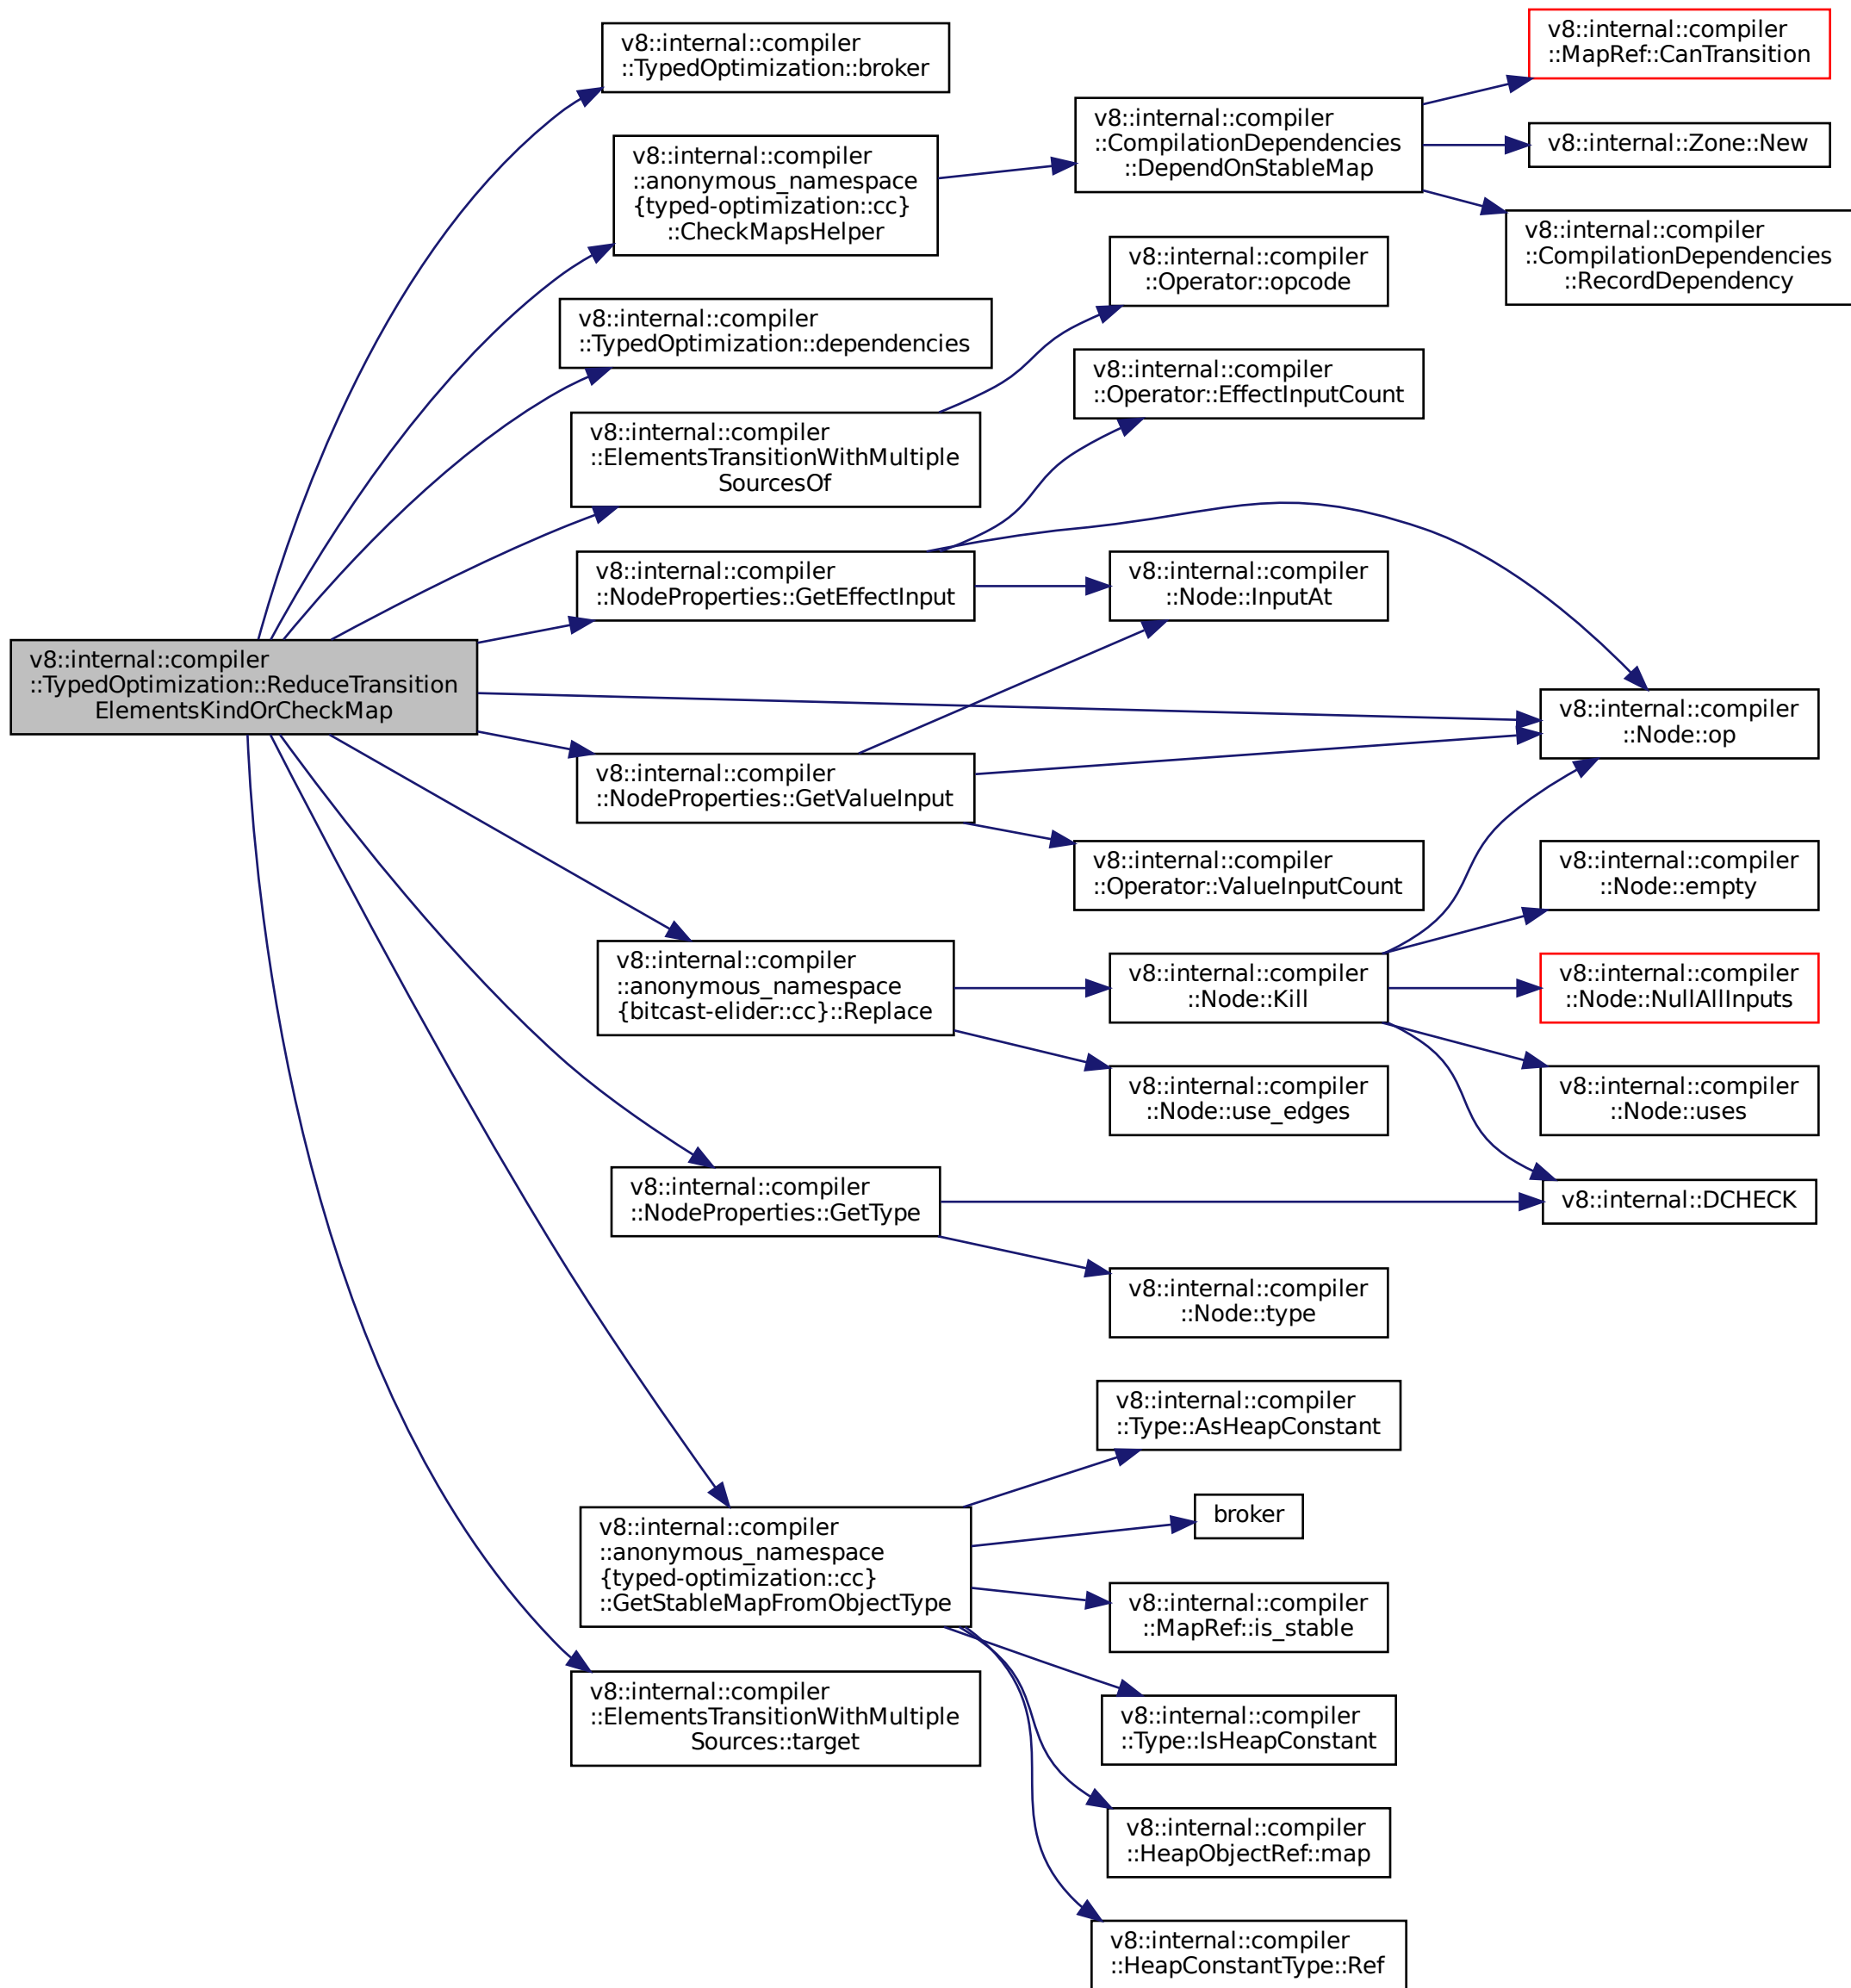 v8::internal::compiler
::TypedOptimization::ReduceTransition
ElementsKindOrCheckMap
v8::internal::compiler
::TypedOptimization::broker
v8::internal::compiler
::anonymous_namespace
{typed-optimization::cc}
::CheckMapsHelper
v8::internal::compiler
::TypedOptimization::dependencies
v8::internal::compiler
::ElementsTransitionWithMultiple
SourcesOf
v8::internal::compiler
::NodeProperties::GetEffectInput
v8::internal::compiler
::NodeProperties::GetValueInput
v8::internal::compiler
::anonymous_namespace
{bitcast-elider::cc}::Replace
v8::internal::compiler
::NodeProperties::GetType
v8::internal::compiler
::anonymous_namespace
{typed-optimization::cc}
::GetStableMapFromObjectType
v8::internal::compiler
::ElementsTransitionWithMultiple
Sources::target
v8::internal::compiler
::CompilationDependencies
::DependOnStableMap
v8::internal::compiler
::Operator::opcode
v8::internal::compiler
::Operator::EffectInputCount
v8::internal::compiler
::Node::InputAt
v8::internal::compiler
::Operator::ValueInputCount
v8::internal::compiler
::Node::Kill
v8::internal::compiler
::Node::use_edges
v8::internal::compiler
::Node::type
v8::internal::compiler
::Type::AsHeapConstant
broker
v8::internal::compiler
::MapRef::is_stable
v8::internal::compiler
::Type::IsHeapConstant
v8::internal::compiler
::HeapObjectRef::map
v8::internal::compiler
::HeapConstantType::Ref
v8::internal::compiler
::MapRef::CanTransition
v8::internal::Zone::New
v8::internal::compiler
::CompilationDependencies
::RecordDependency
v8::internal::compiler
::Node::op
v8::internal::compiler
::Node::empty
v8::internal::compiler
::Node::NullAllInputs
v8::internal::compiler
::Node::uses
v8::internal::DCHECK